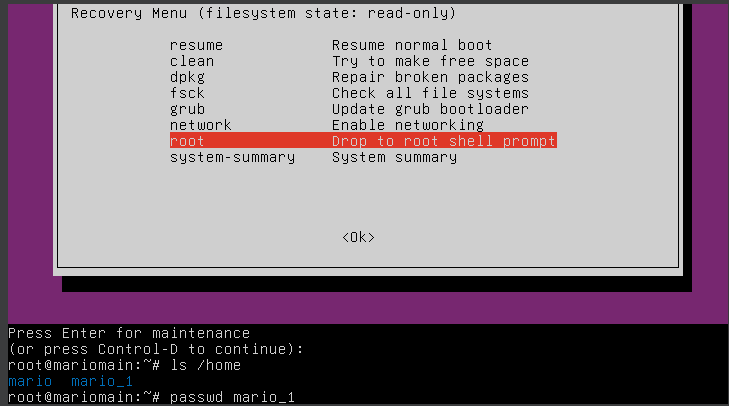 Recovery Menu (filesystem state: read-only)
resume Resume normal boot
clean Try to make free space
dpkg Repair broken packages
fsck Check all file systems
grub Update grub bootloader
network Enable networking
root Drop to root shell prompt
system-summary System summary
<Ok>
Press Enter for maintenance
(or press Control-D to continue):
root@mariomain:~# ls /home
mario mario_1
root@mariomain:~# passwd mario_1